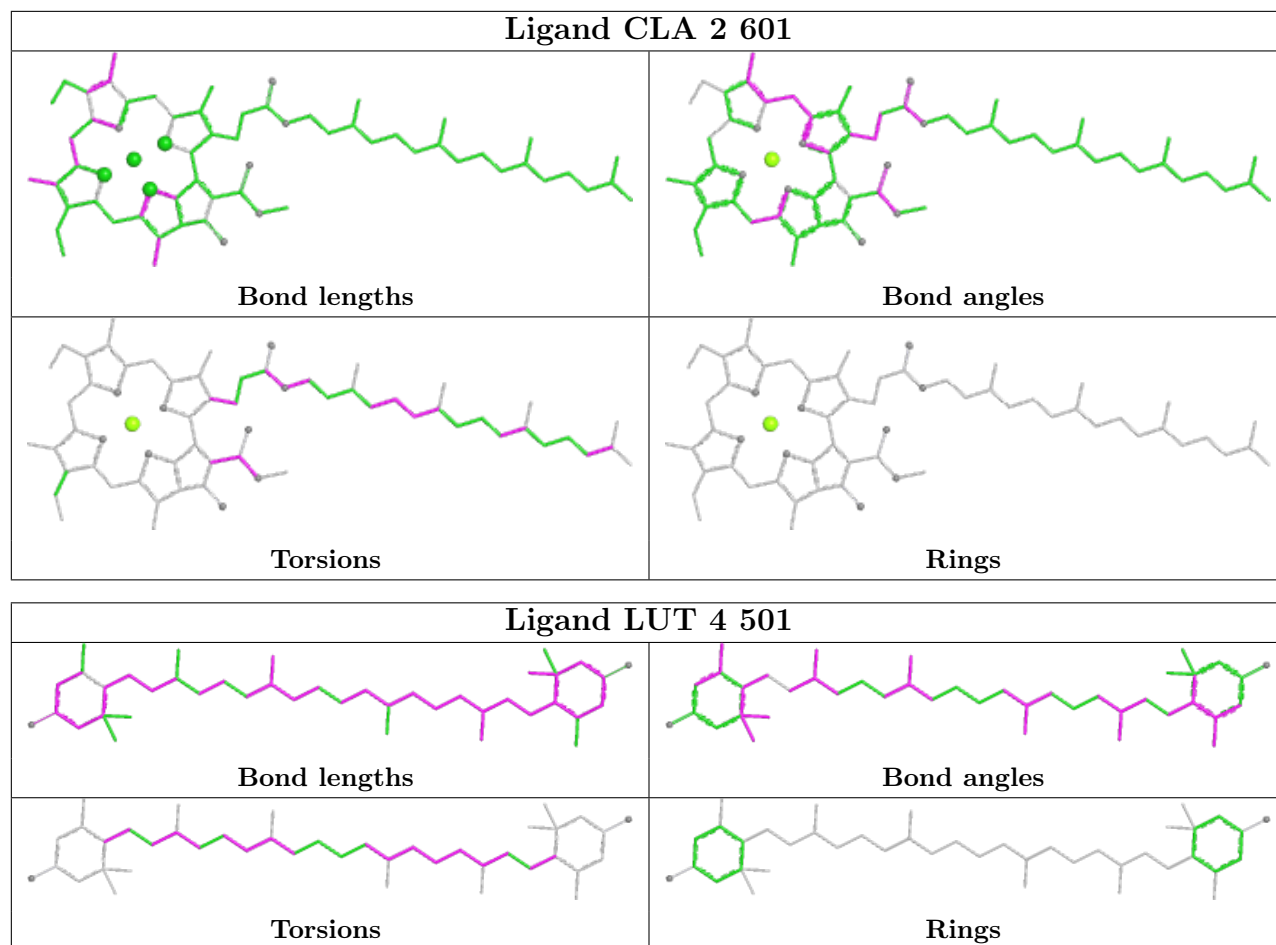 Ligand CLA 2 601
Bond lengths
Bond angles
Torsions
Rings
Ligand LUT 4 501
Bond lengths
Bond angles
Torsions
Rings